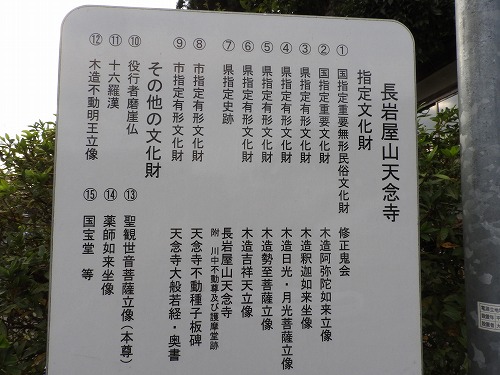 長岩屋山天念寺
指定文化財
① 国指定重要無形民俗文化財 修正鬼会
② 国指定重要文化財 木造阿弥陀如来立像
③ 県指定有形文化財 木造釈迦如来坐像
④ 県指定有形文化財 木造日光・月光菩薩立像
⑤ 県指定有形文化財 木造勢至菩薩立像
⑥ 県指定有形文化財 木造吉祥天立像
⑦ 県指定史跡 長岩屋山天念寺
附 川中不動尊及び護摩堂跡
⑧ 市指定有形文化財 天念寺不動種子板碑
⑨ 市指定有形文化財 天念寺大般若経・奥書
その他の文化財
⑩ 役行者磨崖仏
⑪ 十六羅漢
⑫ 木造不動明王立像
⑬ 聖観世音菩薩立像(本尊)
⑭ 薬師如来坐像
⑮ 国宝堂 等